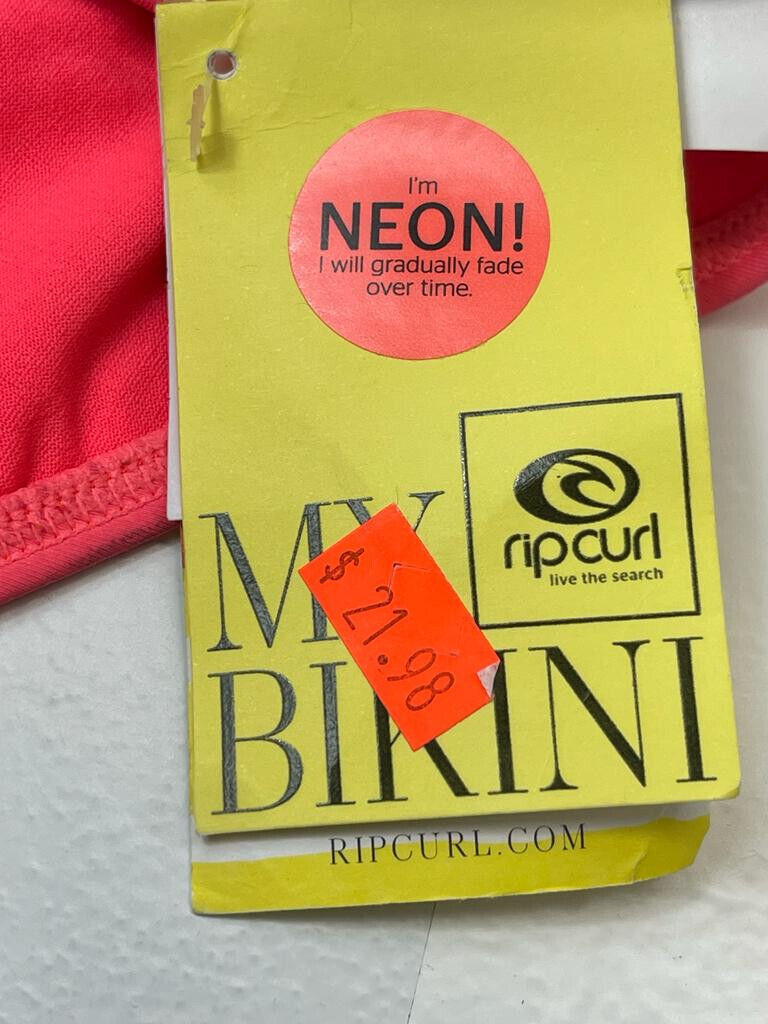 I'm
NEON!
I will gradually fade
over time.
ripcurl
live the search
MY
BIKINI
$21.98
RIPCURL.COM